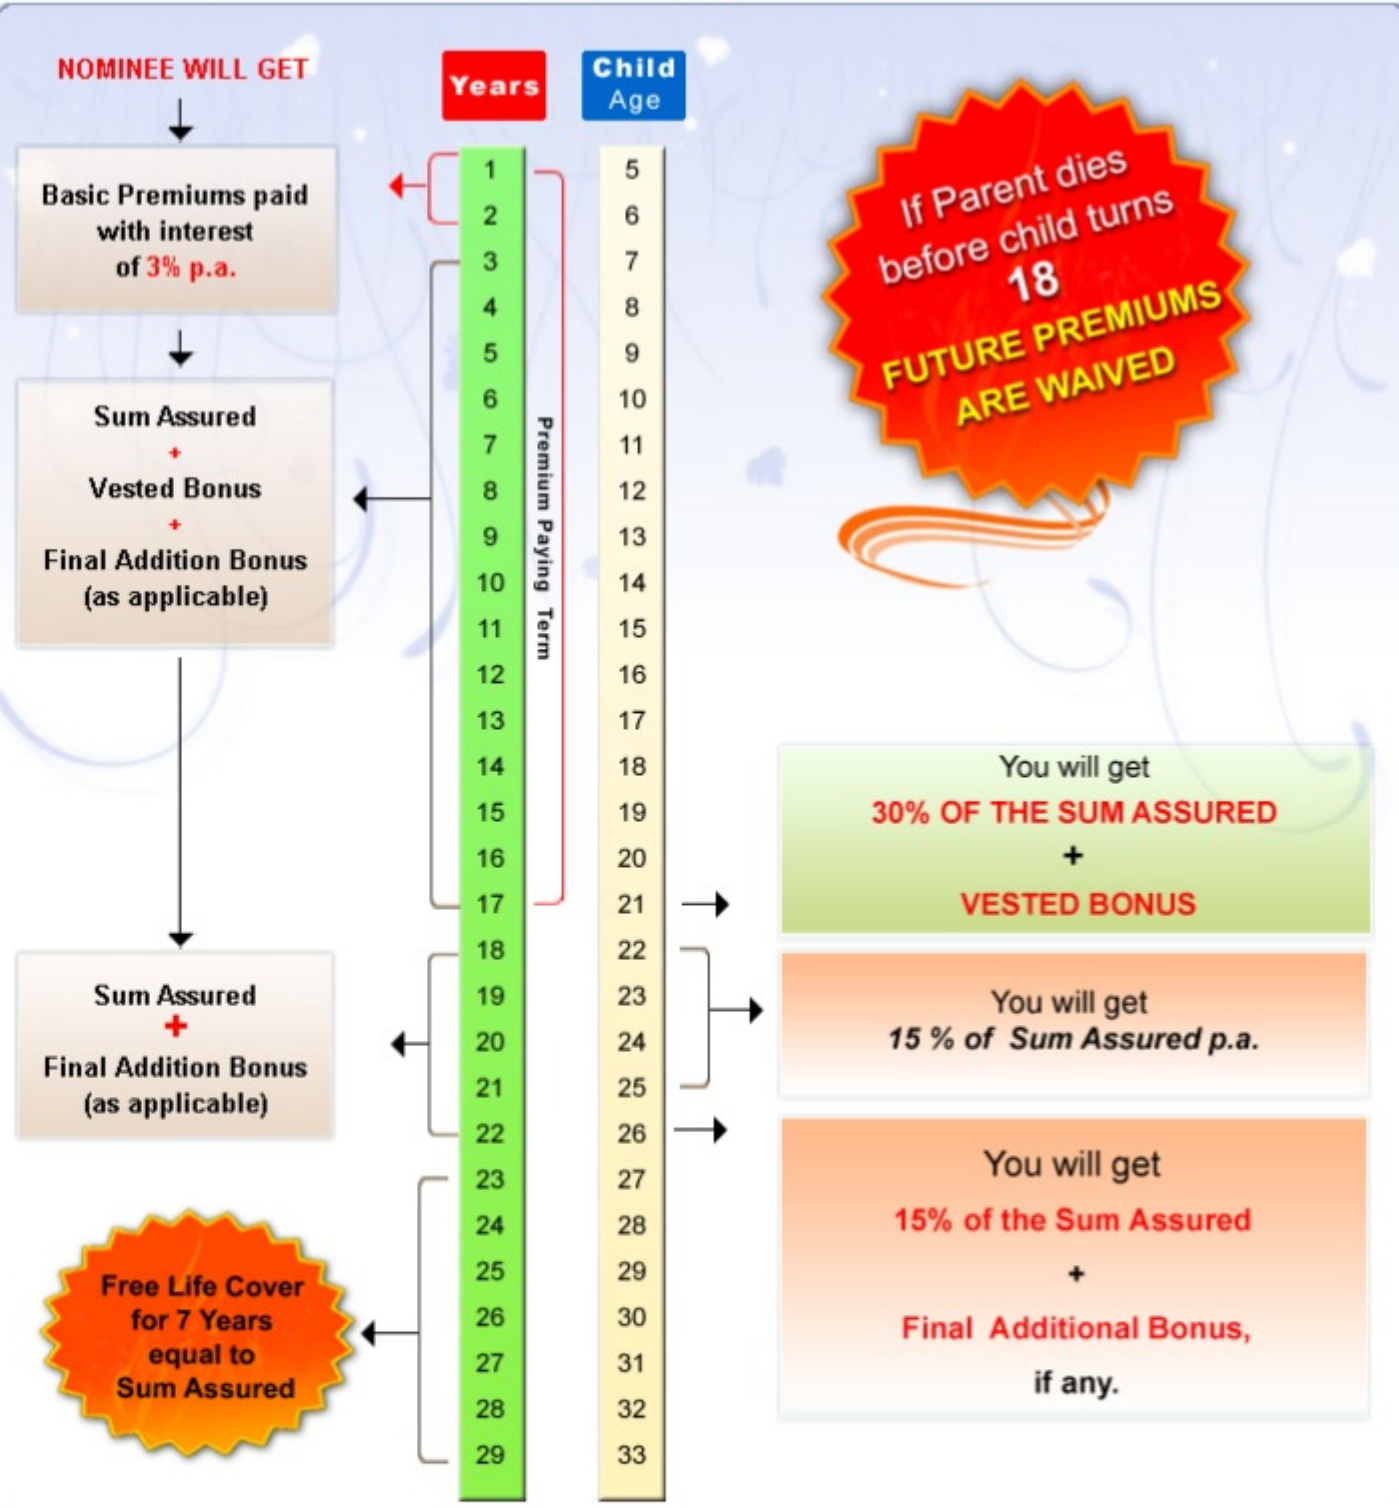 NOMINEE WILL GET
Basic Premiums paid
with interest
of 3% p.a.
Sum Assured
+
Vested Bonus
+
Final Addition Bonus
(as applicable)
Sum Assured
+
Final Addition Bonus
(as applicable)
Free Life Cover
for 7 Years
equal to
Sum Assured
Years
1
2
3
4
5
6
7
8
9
10
11
12
13
14
15
16
17
18
19
20
21
22
23
24
25
26
27
28
29
Premium Paying Term
Child
Age
5
6
7
8
9
10
11
12
13
14
15
16
17
18
19
20
21
22
23
24
25
26
27
28
29
30
31
32
33
If Parent dies
before child turns
18
FUTURE PREMIUMS
ARE WAIVED
You will get
30% OF THE SUM ASSURED
+
VESTED BONUS
You will get
15 % of Sum Assured p.a.
You will get
15% of the Sum Assured
+
Final Additional Bonus,
if any.